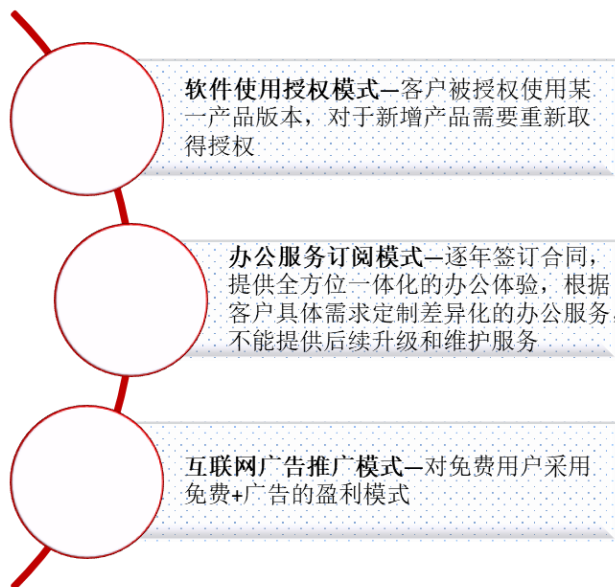 软件使用授权模式—客户被授权使用某
一产品版本，对于新增产品需要重新取
得授权
办公服务订阅模式—逐年签订合同，
提供全方位一体化的办公体验，根据
客户具体需求定制差异化的办公服务，
不能提供后续升级和维护服务
互联网广告推广模式—对免费用户采用
免费+广告的盈利模式